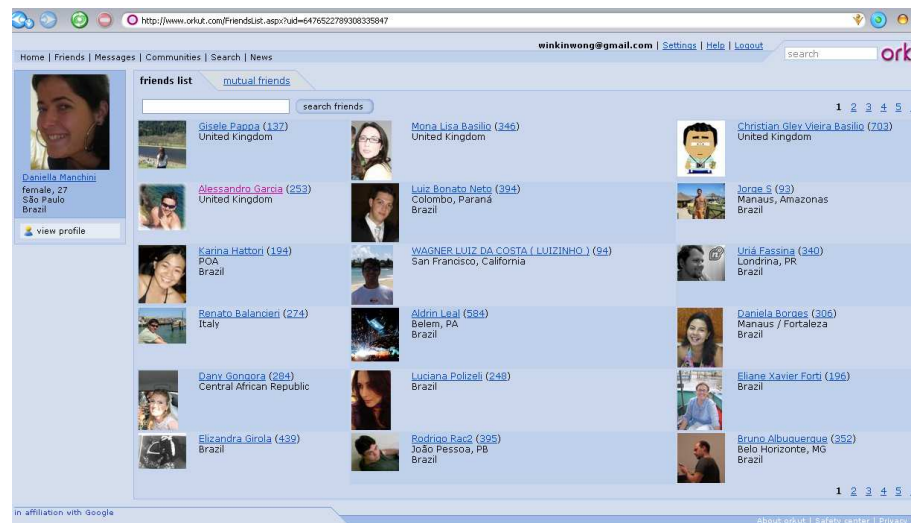 http://www.orkut.com/FriendsList.aspx?uid=6476522789308335847
winkinwong@gmail.com | Settings | Help | Logout
Home | Friends | Messages | Communities | Search | News
search
ork
Daniella Manchini
female, 27
São Paulo
Brazil
view profile
friends list
mutual friends
search friends
1 2 3 4 5
Gisele Pappa (137)
United Kingdom
Mona Lisa Basilio (346)
United Kingdom
Christian Gley Vieira Basilio (703)
United Kingdom
Alessandro Garcia (253)
United Kingdom
Luiz Bonato Neto (394)
Colombo, Paraná
Brazil
Jorge S (93)
Manaus, Amazonas
Brazil
Karina Hattori (194)
POA
Brazil
WAGNER LUIZ DA COSTA ( LUIZINHO ) (94)
San Francisco, California
Uriá Fassina (340)
Londrina, PR
Brazil
Renato Balancieri (274)
Italy
Aldrin Leal (584)
Belem, PA
Brazil
Daniela Borges (306)
Manaus / Fortaleza
Brazil
Dany Gongora (284)
Central African Republic
Luciana Polizeli (248)
Brazil
Eliane Xavier Forti (196)
Brazil
Elizandra Girola (439)
Brazil
Rodrigo Rac2 (395)
João Pessoa, PB
Brazil
Bruno Albuquerque (352)
Belo Horizonte, MG
Brazil
1 2 3 4 5
in affiliation with Google
About orkut | Safety center | Privacy